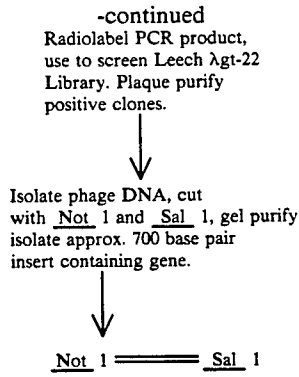 -continued
Radiolabel PCR product,
use to screen Leech λgt-22
Library. Plaque purify
positive clones.
Isolate phage DNA, cut
with Not 1 and Sal 1, gel purify
isolate approx. 700 base pair
insert containing gene.
Not 1 Sal 1